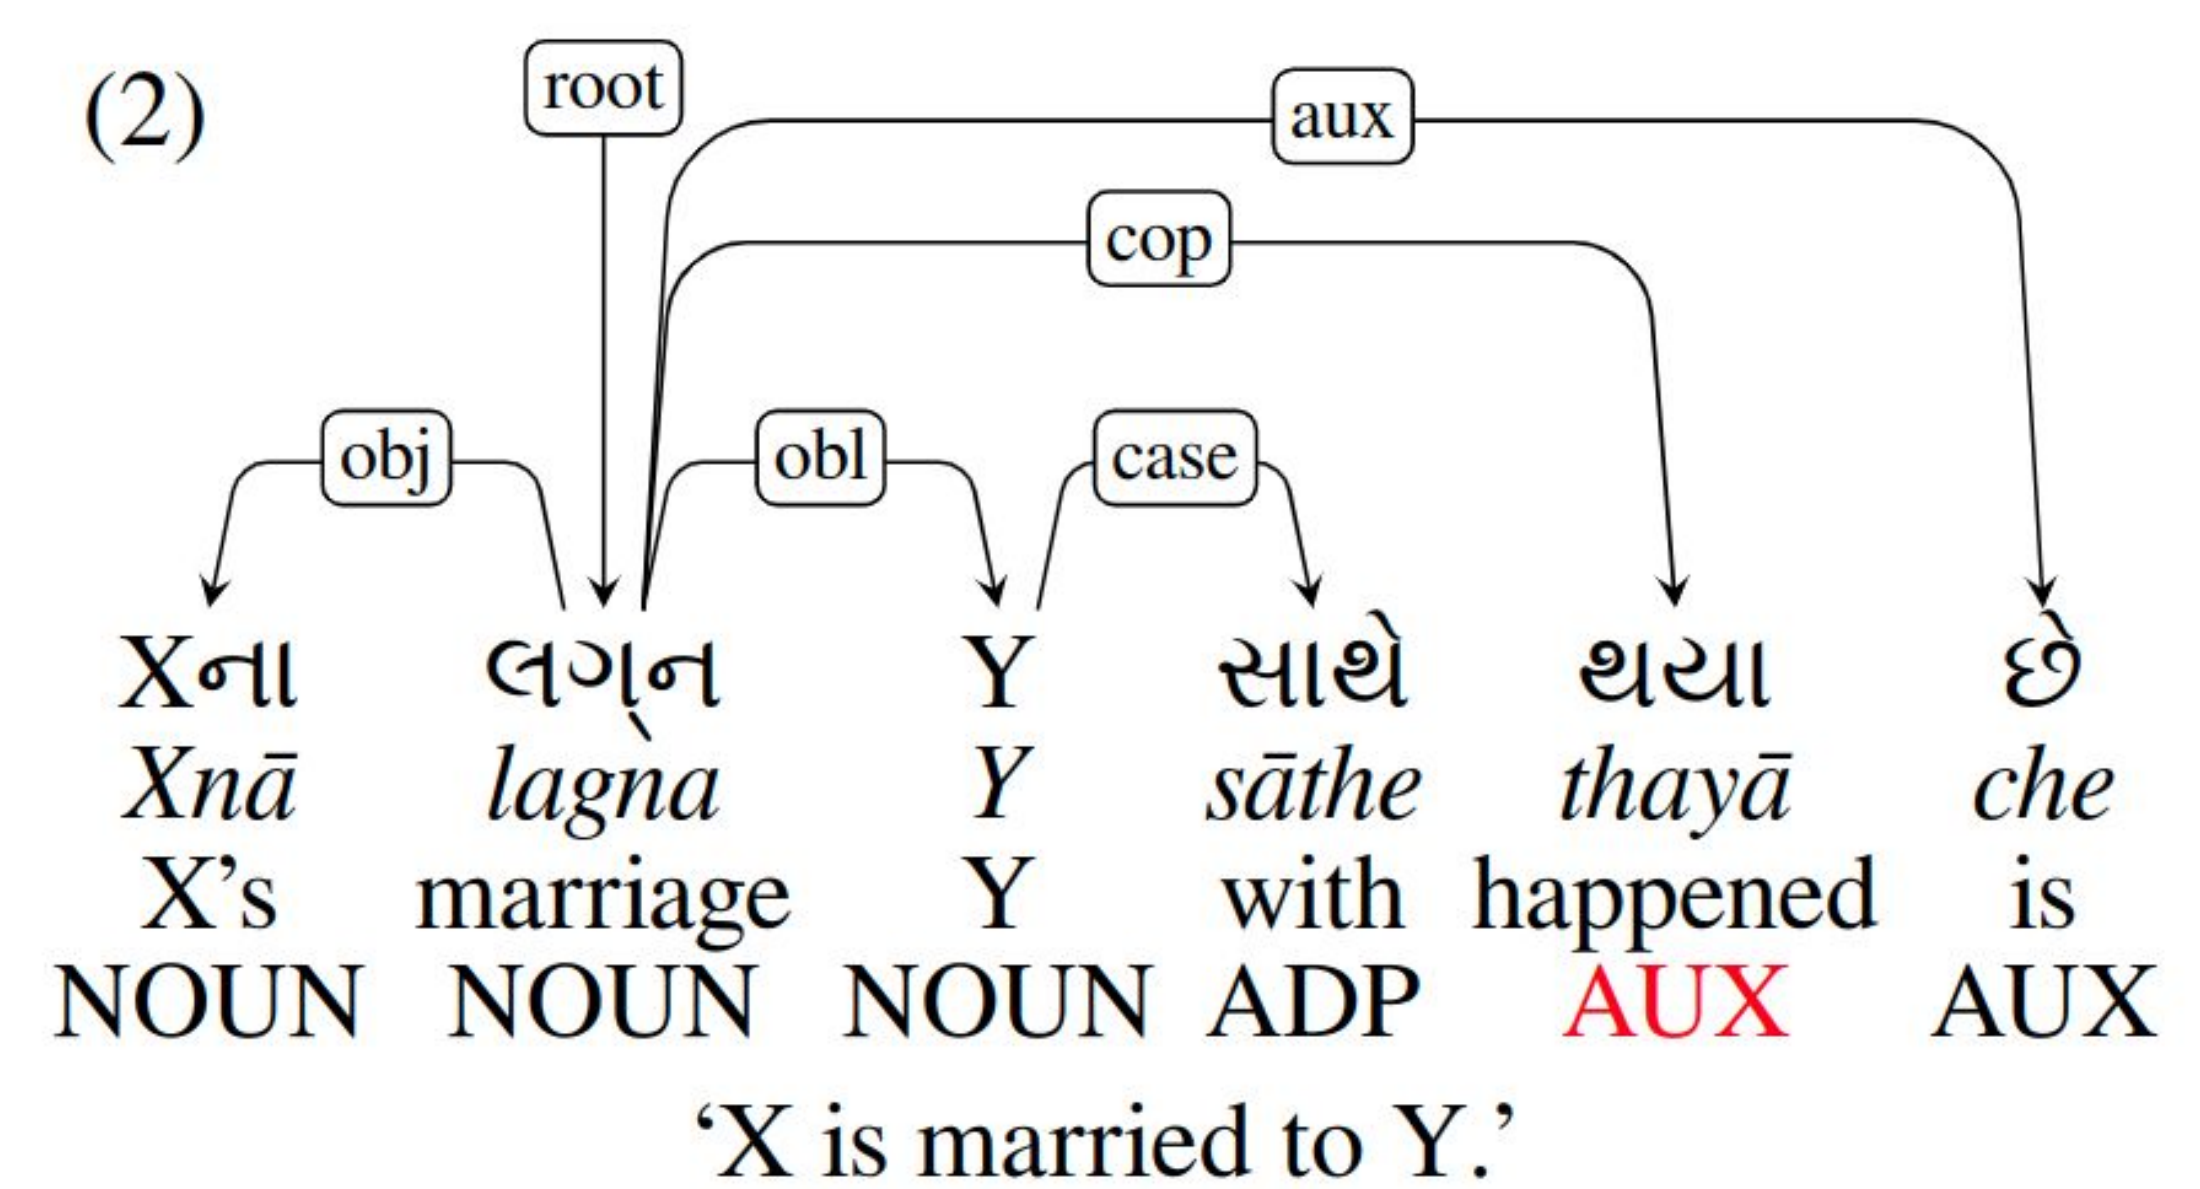 (2)
root
aux
cop
obj obl case
Xના લગ્ન Y સાથે થયા છે
Xnā lagna Y sāthe thayā che
X’s marriage Y with happened is
NOUN NOUN NOUN ADP AUX AUX
‘X is married to Y.’